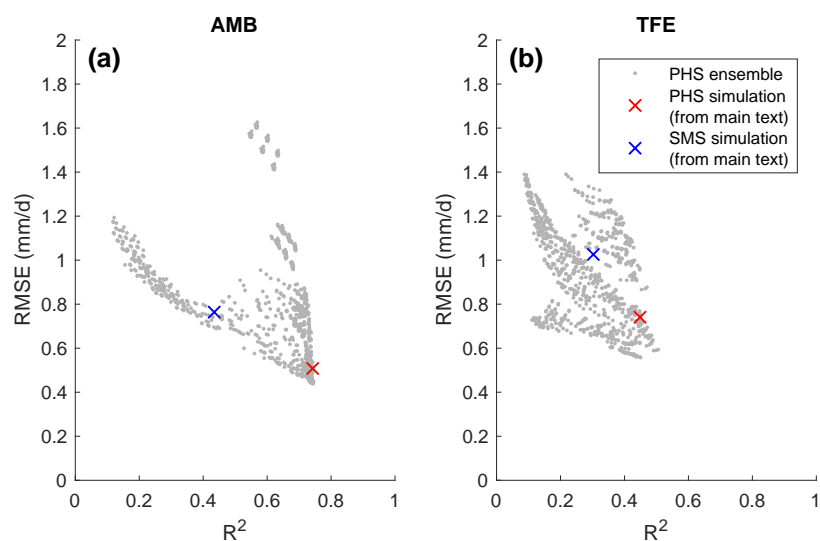 AMB
TFE
(a)
(b)
PHS ensemble
PHS simulation
(from main text)
SMS simulation
(from main text)
RMSE (mm/d)
2
1.8
1.6
1.4
1.2
1
0.8
0.6
0.4
0.2
0
0
0.2
0.4
0.6
0.8
1
R²
RMSE (mm/d)
2
1.8
1.6
1.4
1.2
1
0.8
0.6
0.4
0.2
0
0
0.2
0.4
0.6
0.8
1
R²